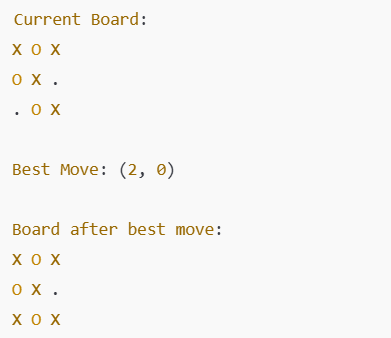 Current Board:
X O X
O X .
. O X
Best Move: (2, 0)
Board after best move:
X O X
O X .
X O X